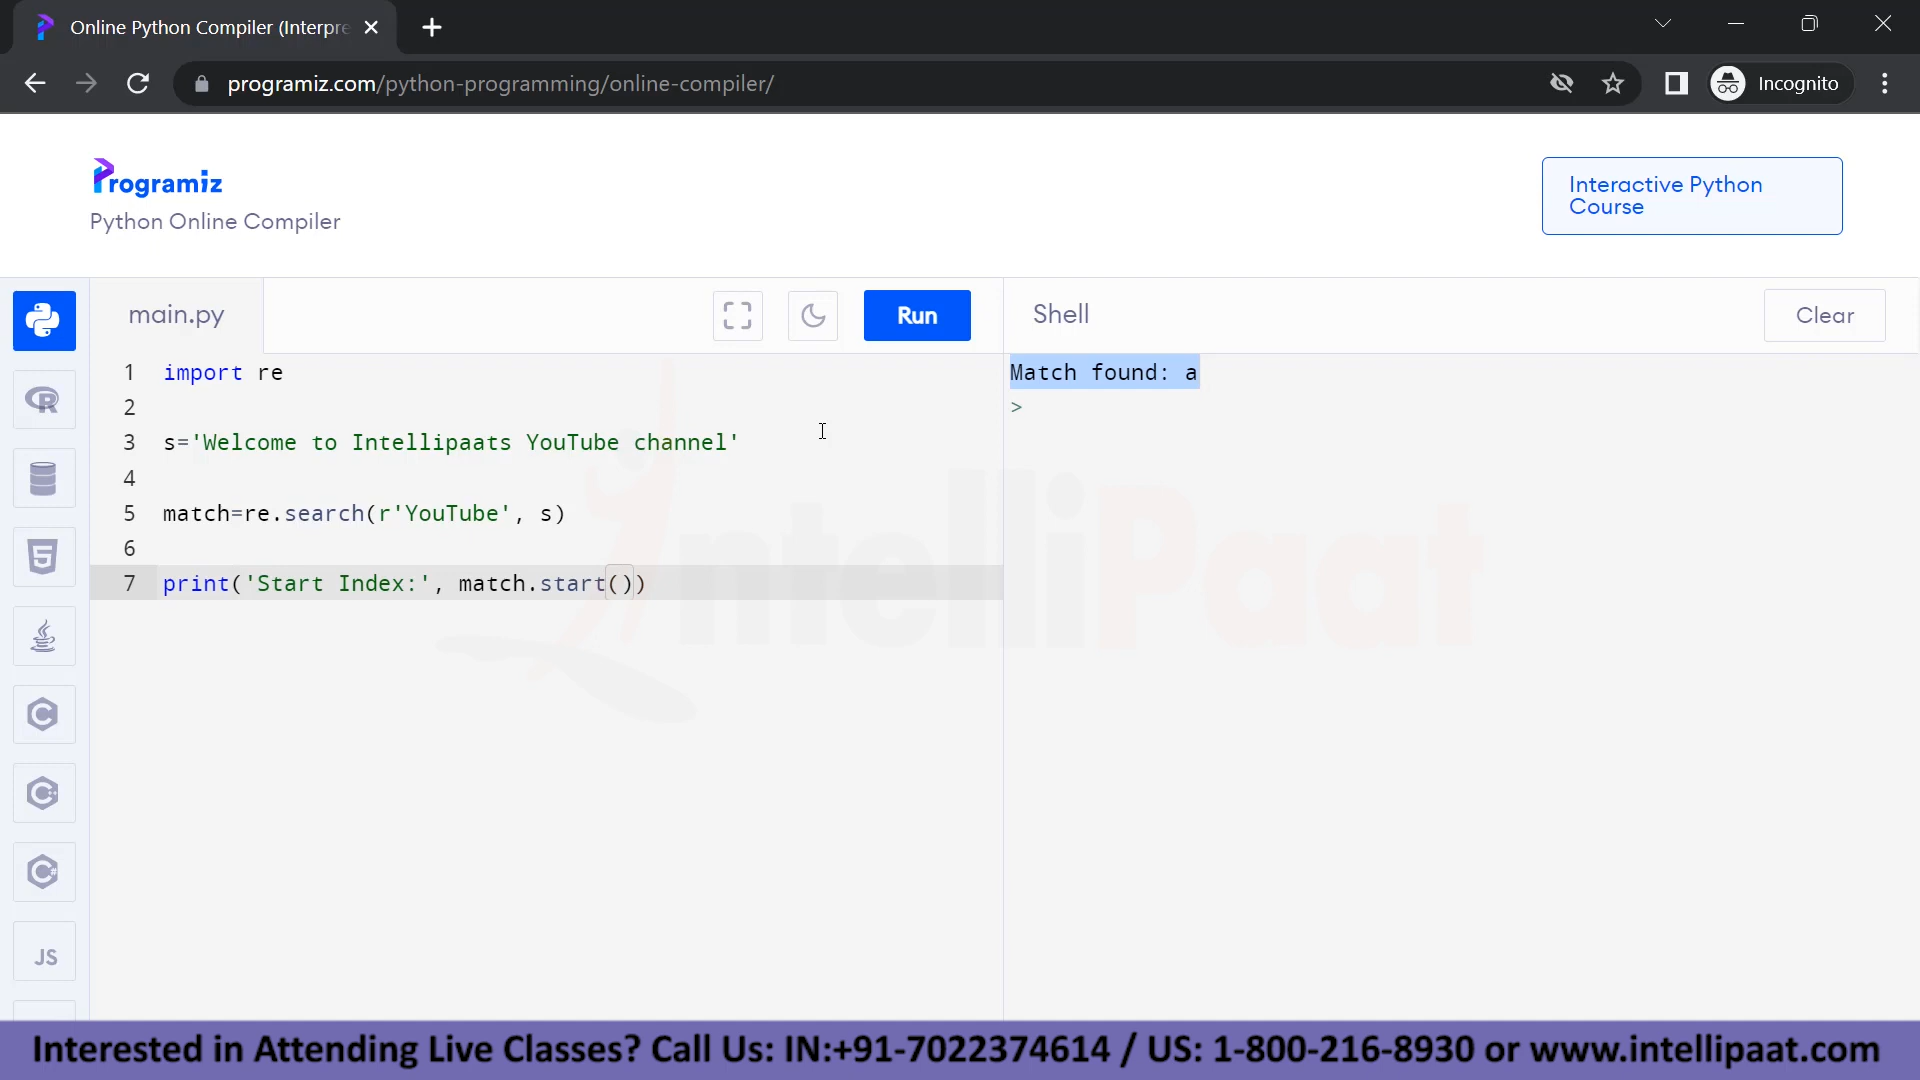 Online Python Compiler (Interpre
programiz.com/python-programming/online-compiler/
Incognito
Programiz
Python Online Compiler
Interactive Python
Course
main.py
Run
Shell
Clear
1 import re
2
3 s='Welcome to Intellipaats YouTube channel'
4
5 match=re.search(r'YouTube', s)
6
7 print('Start Index:', match.start())
Match found: a
>
IntelliPaat
R
5
C
C++
C#
JS
Interested in Attending Live Classes? Call Us: IN:+91-7022374614 / US: 1-800-216-8930 or www.intellipaat.com